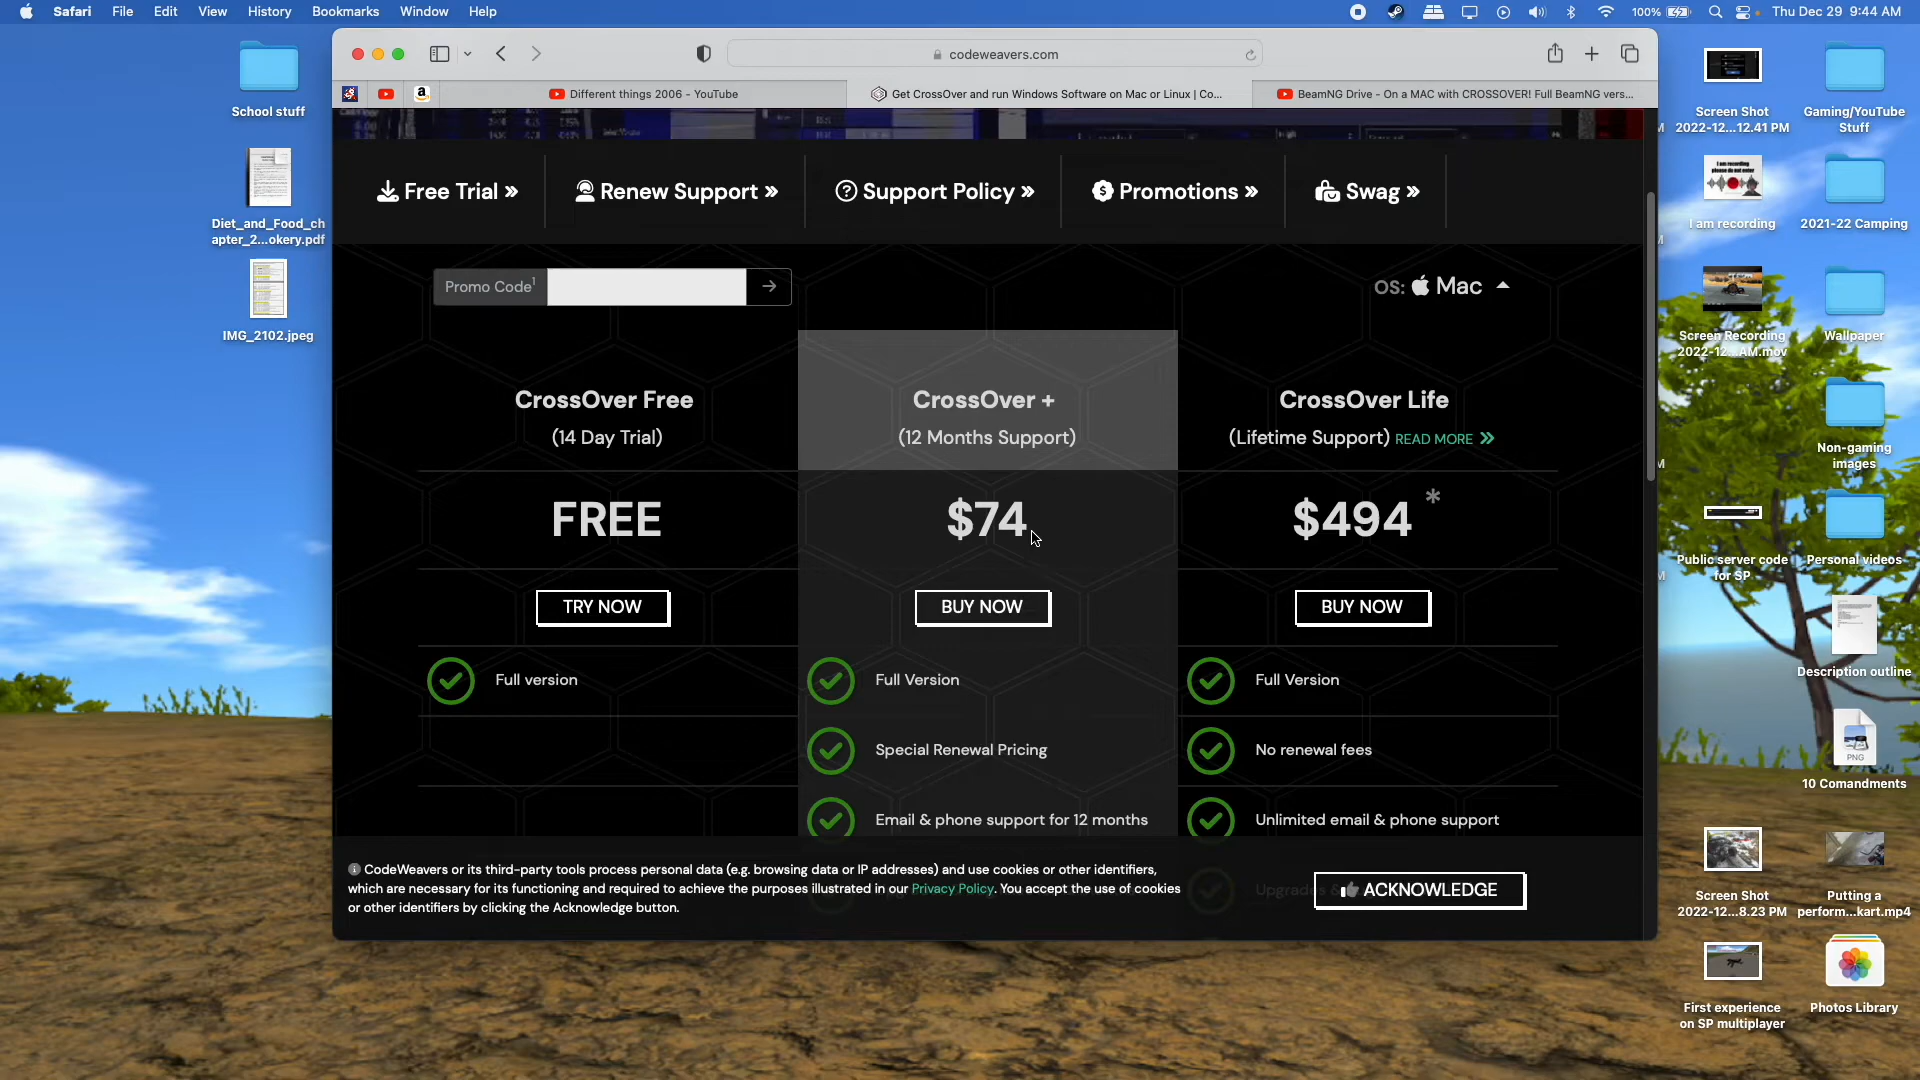 Safari File Edit View History Bookmarks Window Help
100% Thu Dec 29 9:44 AM
codeweavers.com
a
Different things 2006 - YouTube
Get CrossOver and run Windows Software on Mac or Linux | Co...
BeamNG Drive - On a MAC with CROSSOVER! Full BeamNG vers...
Free Trial »
Renew Support »
Support Policy »
Promotions »
Swag »
Promo Code¹
OS: Mac
CrossOver Free
(14 Day Trial)
FREE
TRY NOW
Full version
CrossOver +
(12 Months Support)
$74
BUY NOW
Full Version
Special Renewal Pricing
Email & phone support for 12 months
CrossOver Life
(Lifetime Support) READ MORE »
$494 *
BUY NOW
Full Version
No renewal fees
Unlimited email & phone support
CodeWeavers or its third-party tools process personal data (e.g. browsing data or IP addresses) and use cookies or other identifiers,
which are necessary for its functioning and required to achieve the purposes illustrated in our Privacy Policy. You accept the use of cookies
or other identifiers by clicking the Acknowledge button.
ACKNOWLEDGE
School stuff
Diet_and_Food_ch
apter_2...okery.pdf
IMG_2102.jpeg
Screen Shot
2022-12...12.41 PM
I am recording
please do not enter
I am recording
Screen Recording
2022-12...AM.mov
Public server code
for SP
Screen Shot
2022-12...8.23 PM
First experience
on SP multiplayer
Gaming/YouTube
Stuff
2021-22 Camping
Wallpaper
Non-gaming
images
Personal videos
Description outline
PNG
10 Comandments
Putting a
perform...kart.mp4
Photos Library